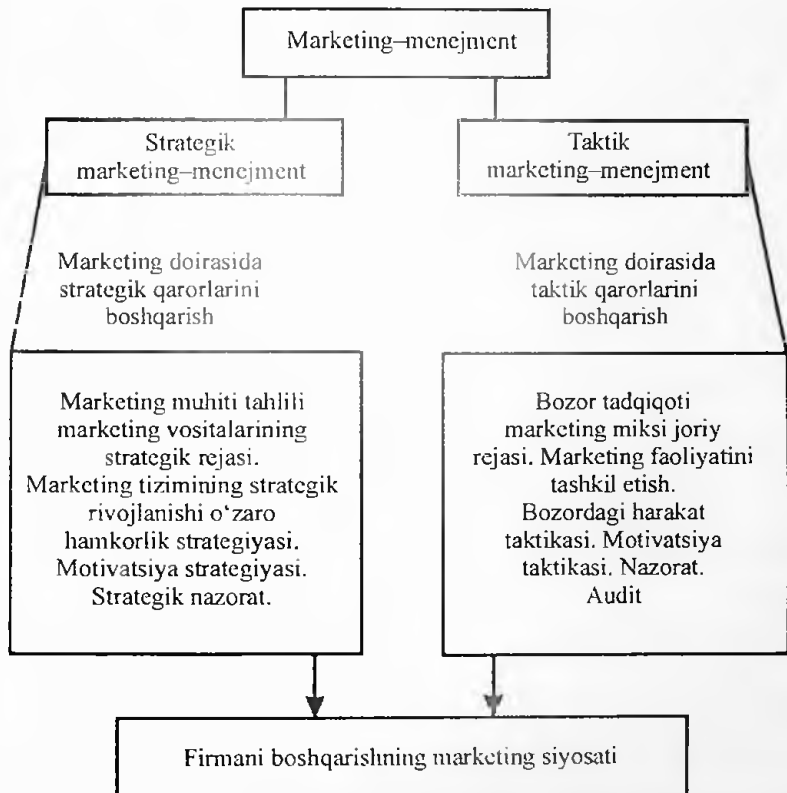 Marketing–menejment
Strategik
marketing–menejment
Taktik
marketing–menejment
Marketing doirasida
strategik qarorlarini
boshqarish
Marketing doirasida
taktik qarorlarini
boshqarish
Marketing muhiti tahlili
marketing vositalarining
strategik rejasi.
Marketing tizimining strategik
rivojlanishi o‘zaro
hamkorlik strategiyasi.
Motivatsiya strategiyasi.
Strategik nazorat.
Bozor tadqiqoti
marketing miksi joriy
rejasi. Marketing faoliyatini
tashkil etish.
Bozordagi harakat
taktikasi. Motivatsiya
taktikasi. Nazorat.
Audit
Firmani boshqarishning marketing siyosati